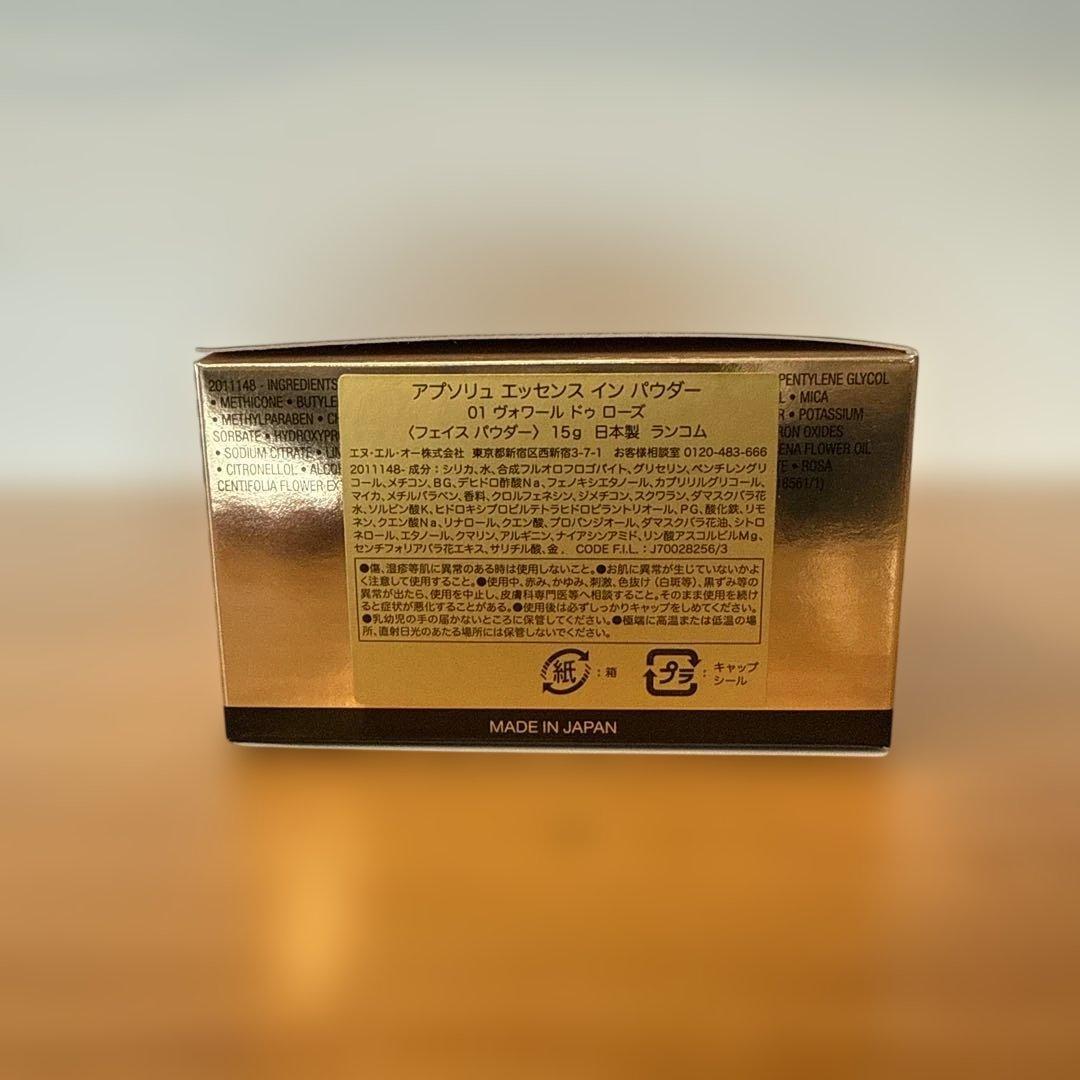 アプソリュ エッセンス イン パウダー
01 ヴォワール ドゥ ローズ
〈フェイス パウダー〉 15g 日本製 ランコム
エヌ・エル・オー株式会社 東京都新宿区西新宿3-7-1 お客様相談室 0120-483-666
2011148- 成分：シリカ、水、合成フルオロフロゴパイト、グリセリン、ペンチレングリ
コール、メチコン、BG、デヒドロ酢酸Na、フェノキシエタノール、カプリリルグリコール、
マイカ、メチルパラベン、香料、クロルフェネシン、ジメチコン、スクワラン、ダマスクバラ花
水、ソルビン酸K、ヒドロキシプロピルテトラヒドロピラントリオール、PG、酸化鉄、リモ
ネン、クエン酸Na、リナロール、クエン酸、プロパンジオール、ダマスクバラ花油、シトロ
ネロール、エタノール、クマリン、アルギニン、ナイアシンアミド、リン酸アスコルビルMg、
センチフォリアバラ花エキス、サリチル酸、金． CODE F.I.L. : J70028256/3
●傷、湿疹等肌に異常のある時は使用しないこと。●お肌に異常が生じていないかよ
く注意して使用すること。●使用中、赤み、かゆみ、刺激、色抜け（白斑等）、黒ずみ等の
異常が出たら、使用を中止し、皮膚科専門医等へ相談すること。そのまま使用を続け
ると症状が悪化することがある。●使用後は必ずしっかりキャップをしめてください。
●乳幼児の手の届かないところに保管してください。●極端に高温または低温の場
所、直射日光のあたる場所には保管しないでください。
紙 ：箱 プラ ： キャップ
シール
2011148 - INGREDIENTS
• METHICONE • BUTYLE
• METHYLPARABEN • CH
SORBATE • HYDROXYPR
• SODIUM CITRATE • LIN
• CITRONELLOL • ALCO
CENTIFOLIA FLOWER EX
PENTYLENE GLYCOL
L • MICA
R • POTASSIUM
RON OXIDES
ENA FLOWER OIL
TE • ROSA
8561/1)
MADE IN JAPAN